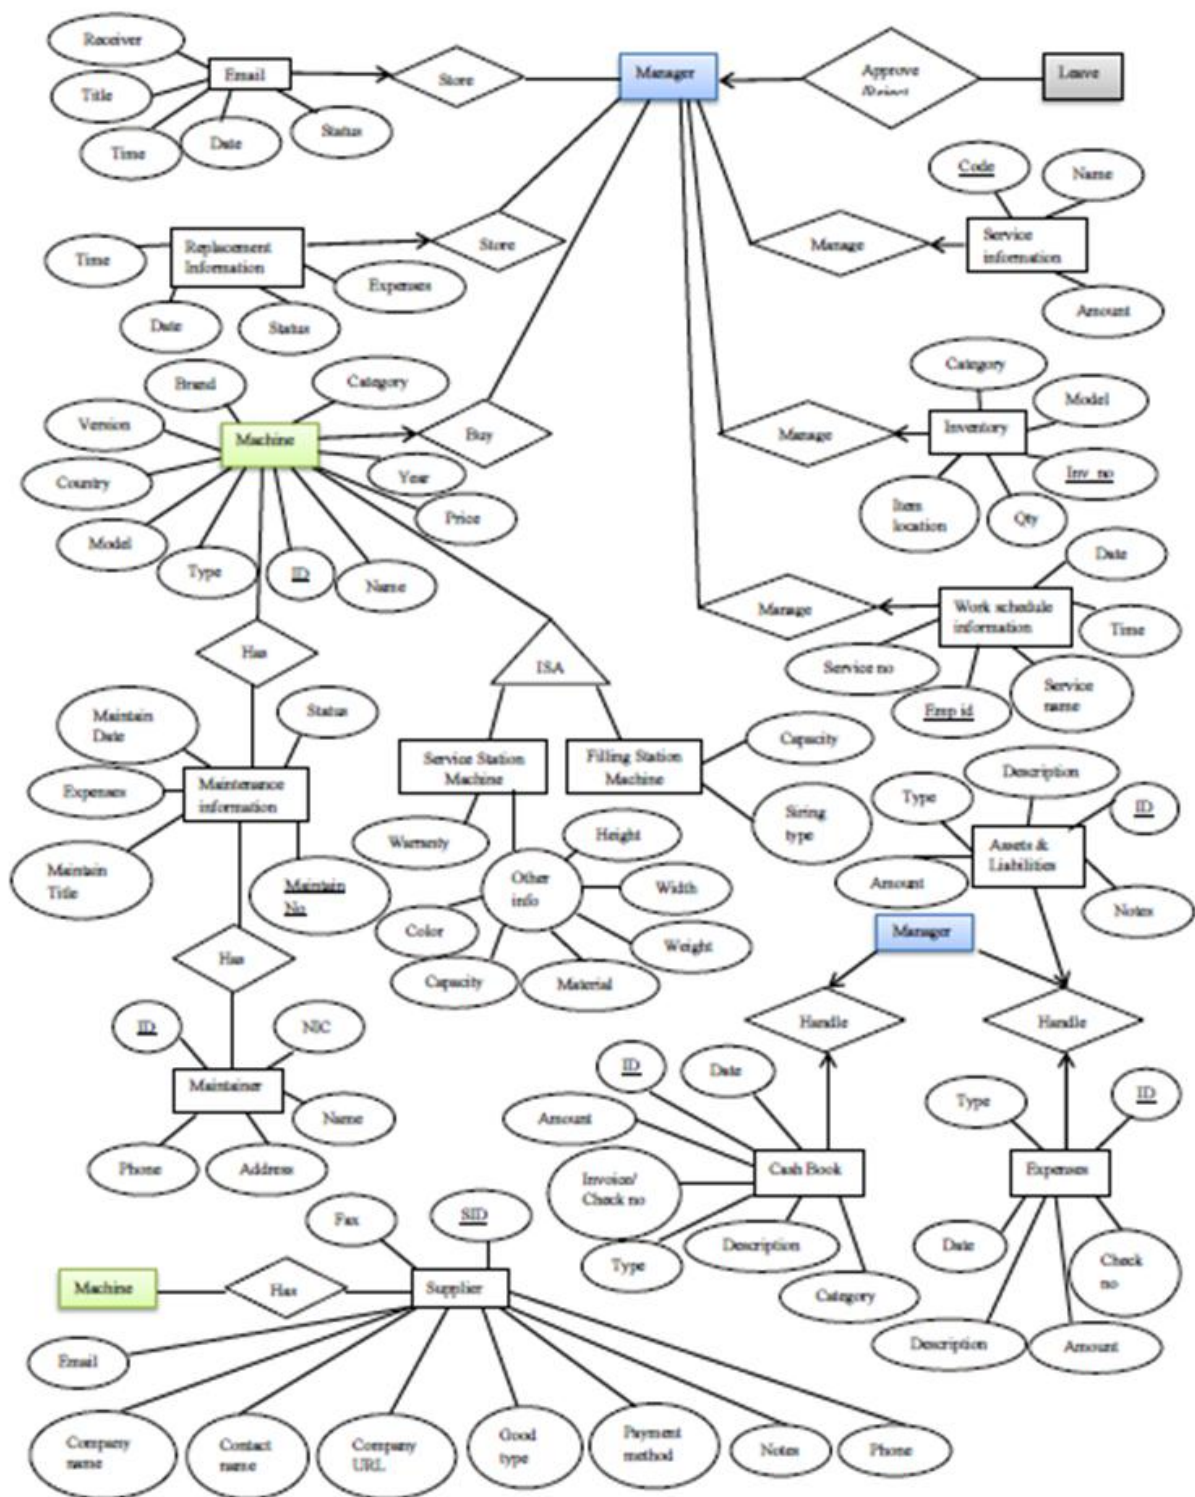 Receiver
Email
Store
Manager
Approve
Leave
Title
Time
Date
Status
Code
Name
Time
Replacement
Information
Store
Expenses
Date
Status
Manage
Service
information
Amount
Brand
Category
Version
Machine
Buy
Year
Country
Price
Model
Type
ID
Name
Category
Model
Manage
Inventory
Inv_no
Item
location
Qty
Date
Manage
Work schedule
information
Time
Service no
Emp id
Service
name
Has
ISA
Maintain
Date
Status
Expenses
Maintenance
information
Maintain
Title
Maintain
No
Service Station
Machine
Filling Station
Machine
Capacity
Warranty
Height
Other
info
Width
Color
Weight
Capacity
Material
type
Description
Type
ID
Assets &
Liabilities
Amount
Notes
Manager
Has
Handle
Handle
ID
NIC
Maintainer
Name
Phone
Address
ID
Date
Amount
Invoice/
Check no
Cash Book
Type
Description
Category
Type
ID
Expenses
Date
Check
no
Description
Amount
Fax
SID
Machine
Has
Supplier
Email
Company
name
Contact
name
Company
URL
Good
type
Payment
method
Notes
Phone